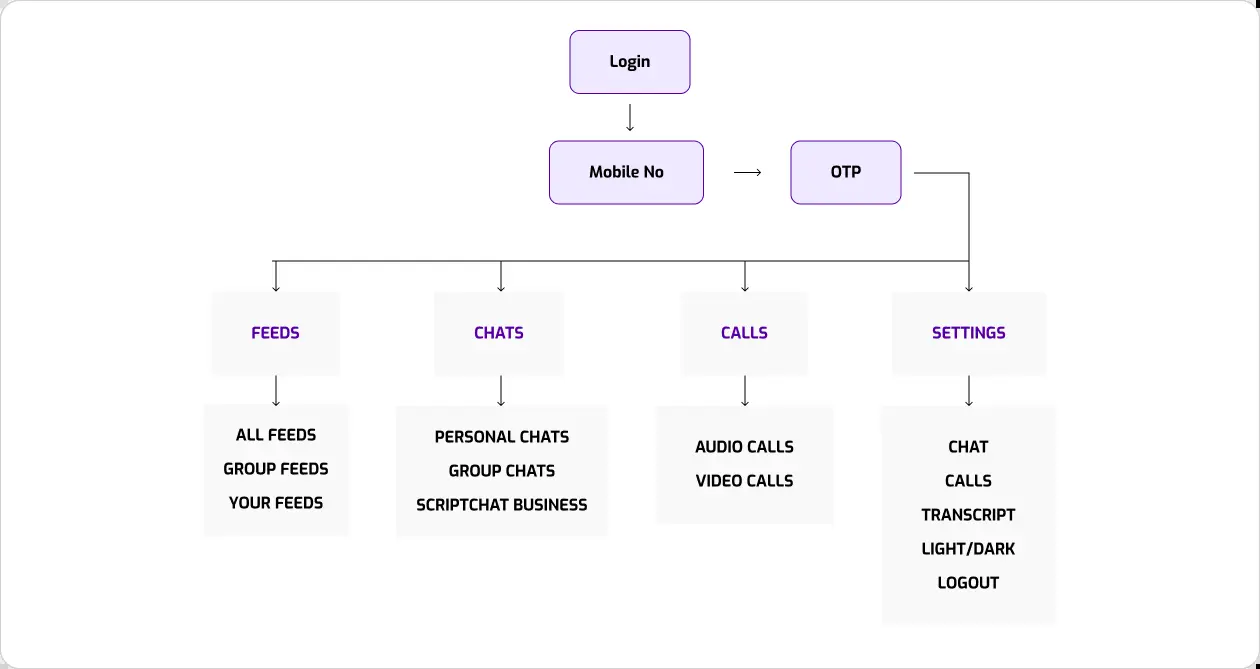 Login
Mobile No
OTP
FEEDS
CHATS
CALLS
SETTINGS
ALL FEEDS
GROUP FEEDS
YOUR FEEDS
PERSONAL CHATS
GROUP CHATS
SCRIPTCHAT BUSINESS
AUDIO CALLS
VIDEO CALLS
CHAT
CALLS
TRANSCRIPT
LIGHT/DARK
LOGOUT